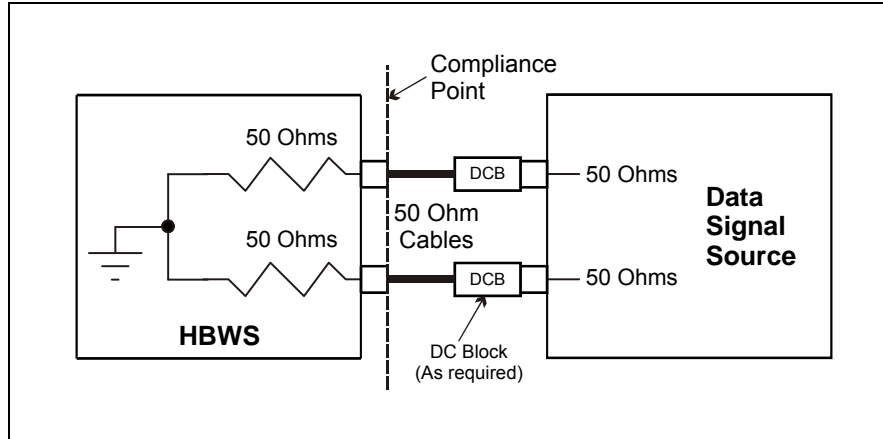 Compliance
Point
50 Ohms
DCB
50 Ohms
50 Ohm
Cables
Data
Signal
Source
50 Ohms
DCB
50 Ohms
HBWS
DC Block
(As required)